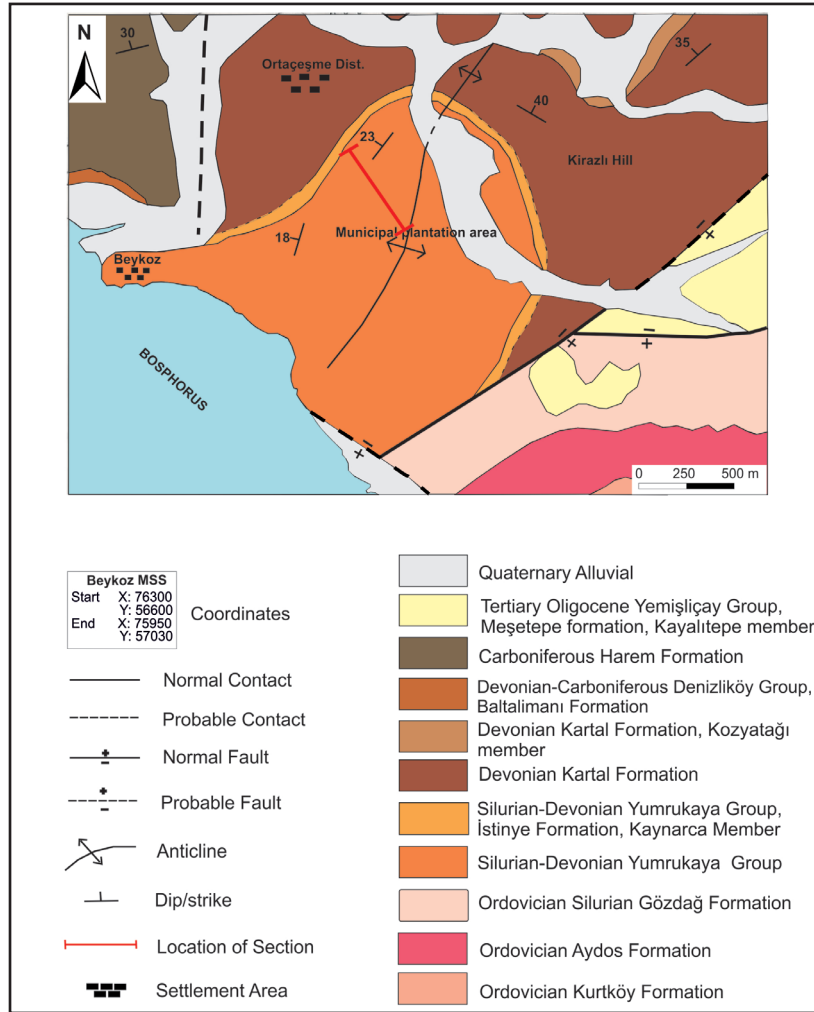 N
30
Ortaçeşme Dist.
35
40
23
Kirazlı Hill
18
Municipal plantation area
Beykoz
BOSPHORUS
0 250 500 m
Beykoz MSS
Start X: 76300
Y: 56600
End X: 75950
Y: 57030
Coordinates
Normal Contact
Probable Contact
Normal Fault
Probable Fault
Anticline
Dip/strike
Location of Section
Settlement Area
Quaternary Alluvial
Tertiary Oligocene Yemişliçay Group,
Meşetepe formation, Kayalıtepe member
Carboniferous Harem Formation
Devonian-Carboniferous Denizliköy Group,
Baltalimanı Formation
Devonian Kartal Formation, Kozyatağı
member
Devonian Kartal Formation
Silurian-Devonian Yumrukaya Group,
İstinye Formation, Kaynarca Member
Silurian-Devonian Yumrukaya Group
Ordovician Silurian Gözdağ Formation
Ordovician Aydos Formation
Ordovician Kurtköy Formation